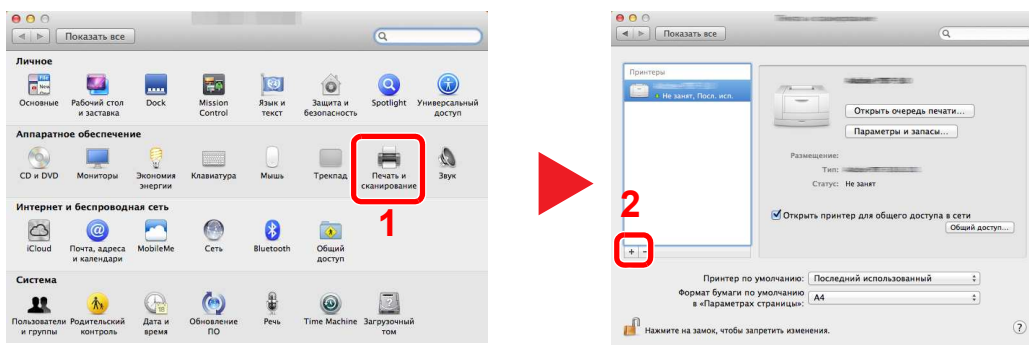 Показать все
Личное
Основные
Рабочий стол
и заставка
Dock
Mission
Control
Язык и
текст
Защита и
безопасность
Spotlight
Универсальный
доступ
Аппаратное обеспечение
CD и DVD
Мониторы
Экономия
энергии
Клавиатура
Мышь
Трекпад
Печать и
сканирование
Звук
1
Интернет и беспроводная сеть
iCloud
Почта, адреса
и календари
MobileMe
Сеть
Bluetooth
Общий
доступ
Система
Пользователи
и группы
Родительский
контроль
Дата и
время
Обновление
ПО
Речь
Time Machine
Загрузочный
том
Показать все
Принтеры
Не занят, Посл. исп.
Открыть очередь печати...
Параметры и запасы...
Размещение:
Тип:
Статус: Не занят
2
Открыть принтер для общего доступа в сети
Общий доступ...
+ -
Принтер по умолчанию: Последний использованный
Формат бумаги по умолчанию
в «Параметрах страницы»: A4
Нажмите на замок, чтобы запретить изменения.
?